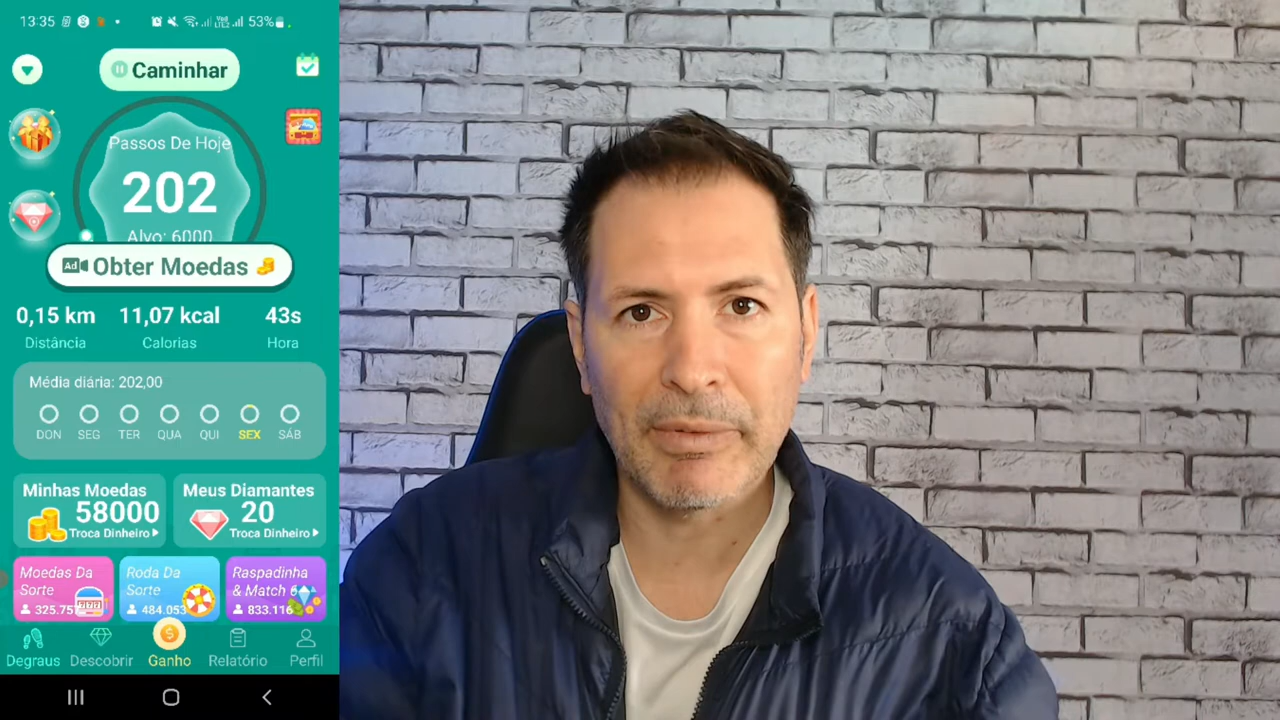 13:35
53%
Caminhar
Passos De Hoje
202
Alvo: 6000
Ad Obter Moedas
0,15 km 11,07 kcal 43s
Distância Calorias Hora
Média diária: 202,00
DON SEG TER QUA QUI SEX SÁB
Minhas Moedas
58000
Troca Dinheiro
Meus Diamantes
20
Troca Dinheiro
Moedas Da
Sorte
325.75
Roda Da
Sorte
484.053
Raspadinha
& Match
833.116
Degraus Descobrir Ganho Relatório Perfil